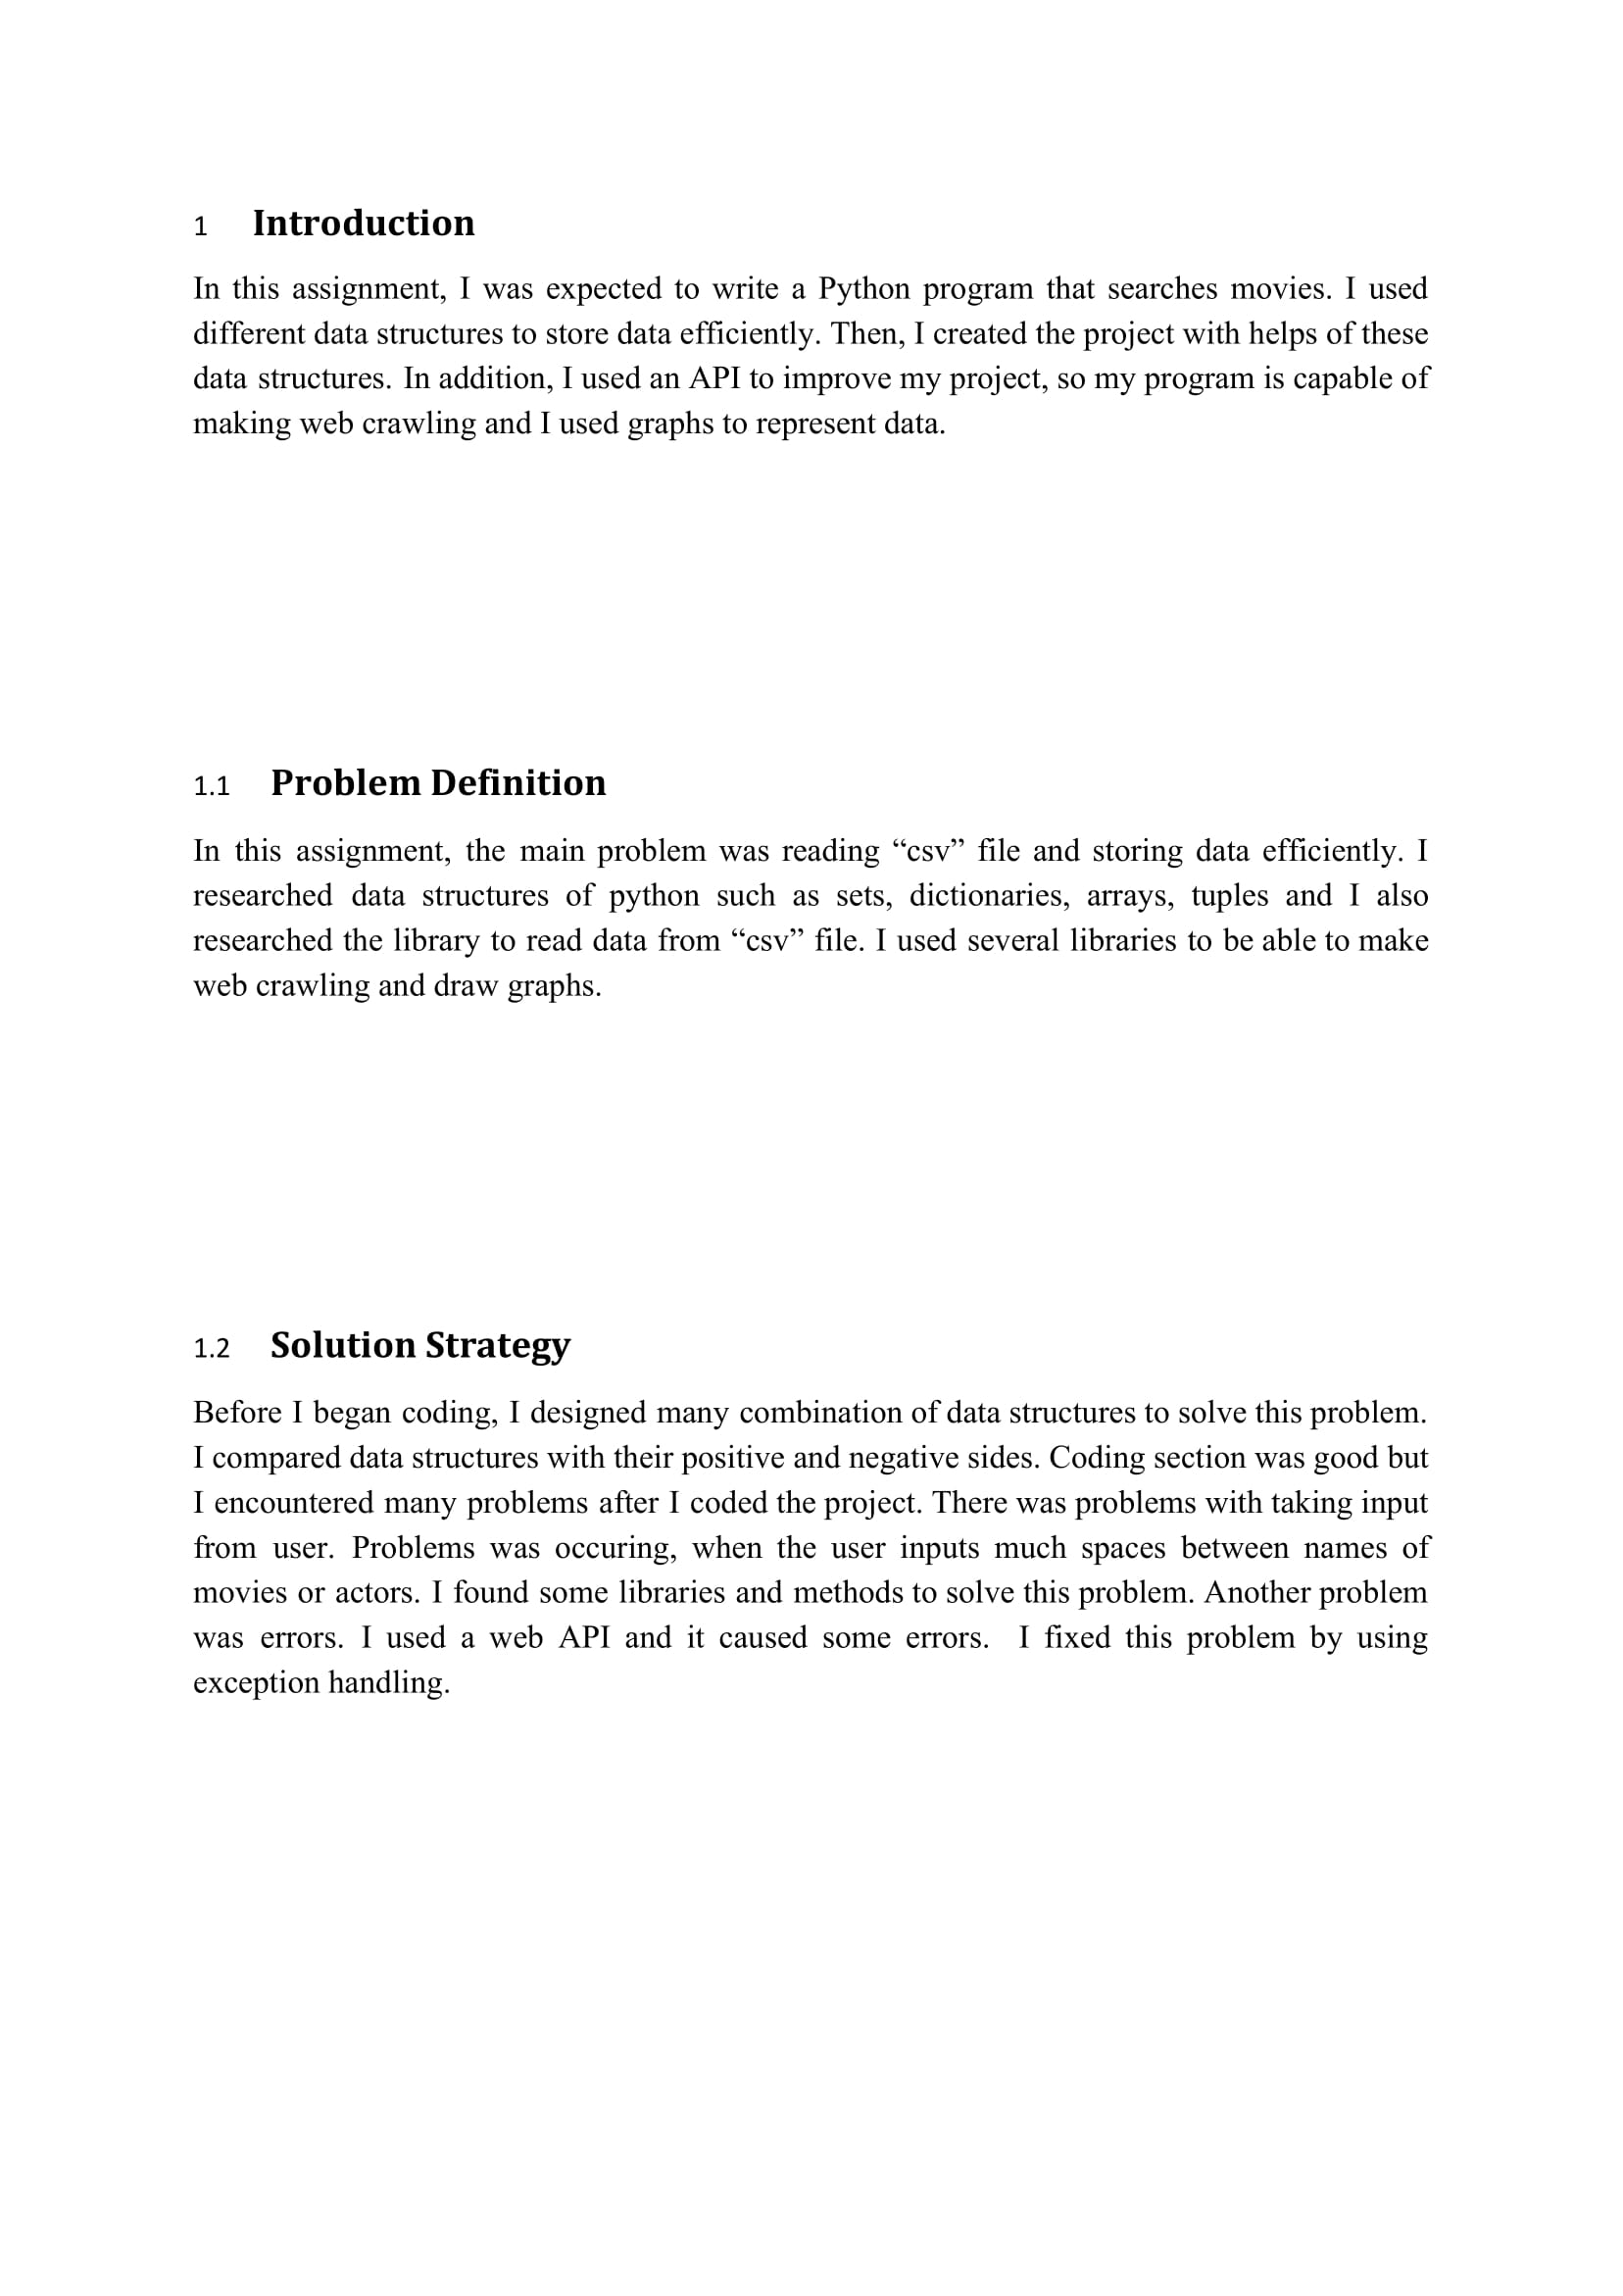 1 Introduction
In this assignment, I was expected to write a Python program that searches movies. I used
different data structures to store data efficiently. Then, I created the project with helps of these
data structures. In addition, I used an API to improve my project, so my program is capable of
making web crawling and I used graphs to represent data.
1.1 Problem Definition
In this assignment, the main problem was reading “csv” file and storing data efficiently. I
researched data structures of python such as sets, dictionaries, arrays, tuples and I also
researched the library to read data from “csv” file. I used several libraries to be able to make
web crawling and draw graphs.
1.2 Solution Strategy
Before I began coding, I designed many combination of data structures to solve this problem.
I compared data structures with their positive and negative sides. Coding section was good but
I encountered many problems after I coded the project. There was problems with taking input
from user. Problems was occuring, when the user inputs much spaces between names of
movies or actors. I found some libraries and methods to solve this problem. Another problem
was errors. I used a web API and it caused some errors. I fixed this problem by using
exception handling.